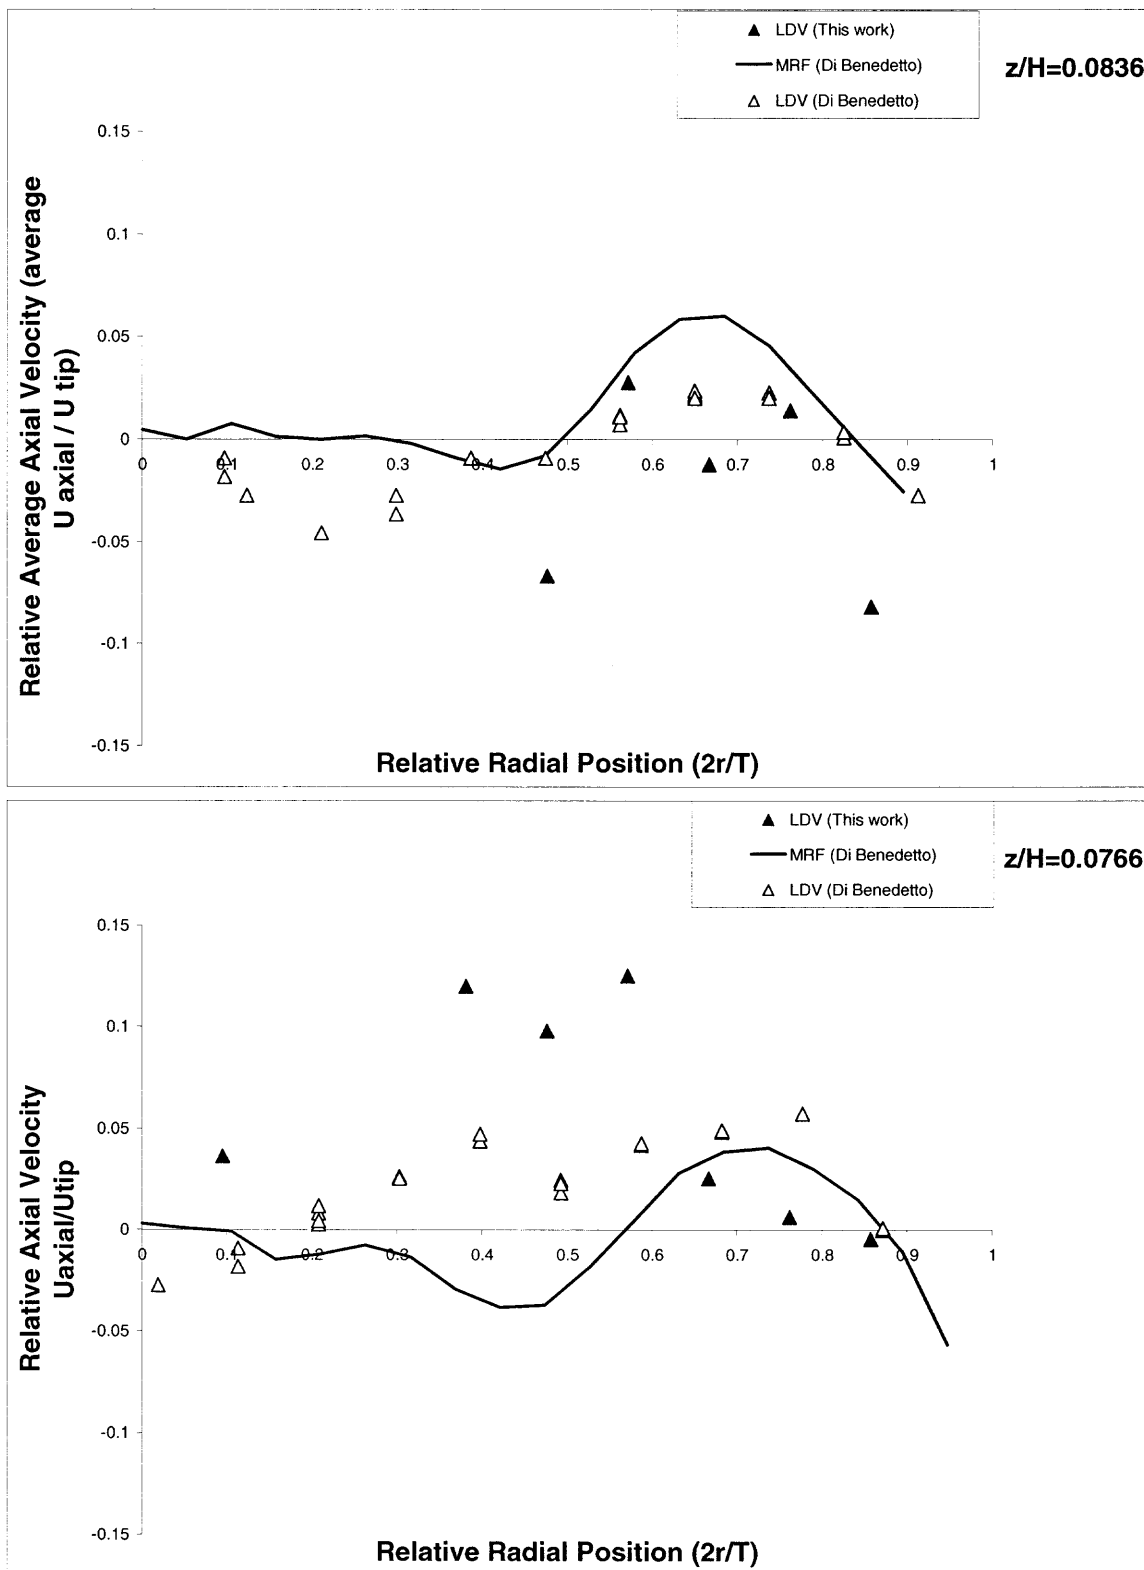 LDV (This work)
MRF (Di Benedetto)
LDV (Di Benedetto)
z/H=0.0836
Relative Average Axial Velocity (average
U axial / U tip)
0.15
0.1
0.05
0
-0.05
-0.1
-0.15
0 0.1 0.2 0.3 0.4 0.5 0.6 0.7 0.8 0.9 1
Relative Radial Position (2r/T)
LDV (This work)
MRF (Di Benedetto)
LDV (Di Benedetto)
z/H=0.0766
Relative Axial Velocity
Uaxial/Utip
0.15
0.1
0.05
0
-0.05
-0.1
-0.15
0 0.1 0.2 0.3 0.4 0.5 0.6 0.7 0.8 0.9 1
Relative Radial Position (2r/T)